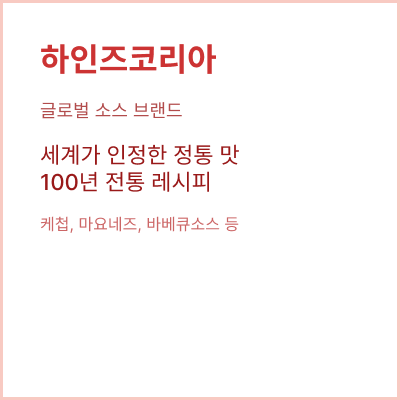 하인즈코리아
글로벌 소스 브랜드
세계가 인정한 정통 맛
100년 전통 레시피
케첩, 마요네즈, 바베큐소스 등